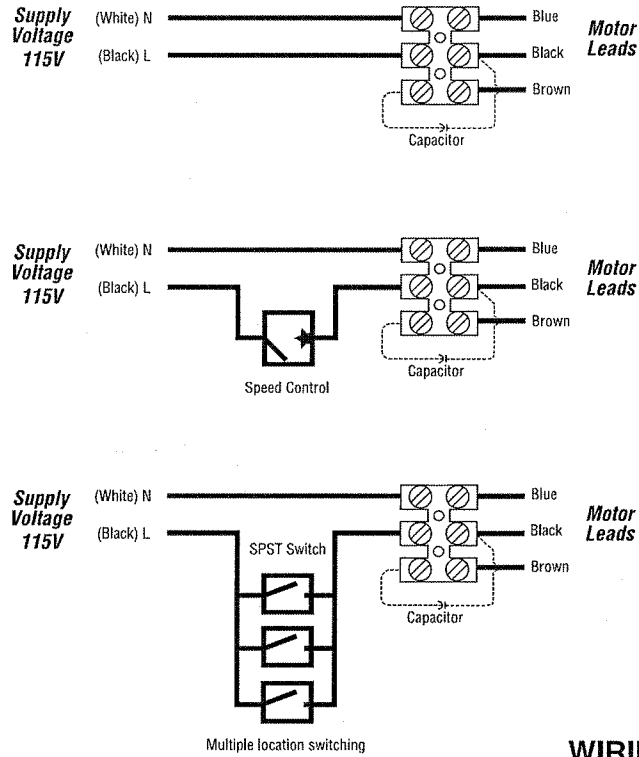 Supply (White) N Blue Motor
Voltage (Black) L Black Leads
115V Brown
Capacitor
Supply (White) N Blue
Voltage (Black) L Black Motor
115V Brown Leads
Capacitor
Speed Control
Supply (White) N Blue
Voltage (Black) L Black Motor
115V SPST Switch Brown Leads
Capacitor
Multiple location switching